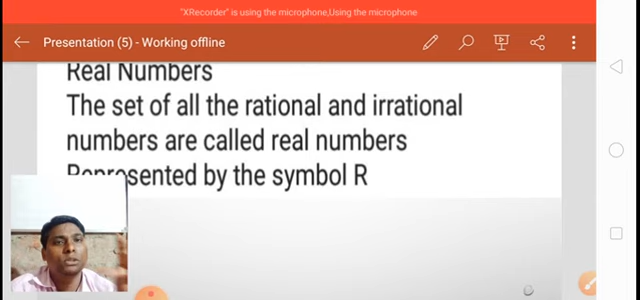 "XRecorder" is using the microphone,Using the microphone
Presentation (5) - Working offline
Real Numbers
The set of all the rational and irrational
numbers are called real numbers
Represented by the symbol R